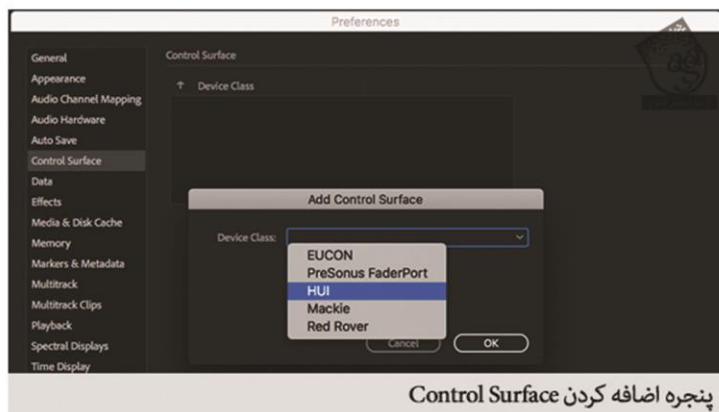 Preferences
General
Appearance
Audio Channel Mapping
Audio Hardware
Auto Save
Control Surface
Data
Effects
Media & Disk Cache
Memory
Markers & Metadata
Multitrack
Multitrack Clips
Playback
Spectral Displays
Time Display
Control Surface
↑ Device Class
Add Control Surface
Device Class:
EUCON
PreSonus FaderPort
HUI
Mackie
Red Rover
Cancel
OK
پنجره اضافه کردن Control Surface